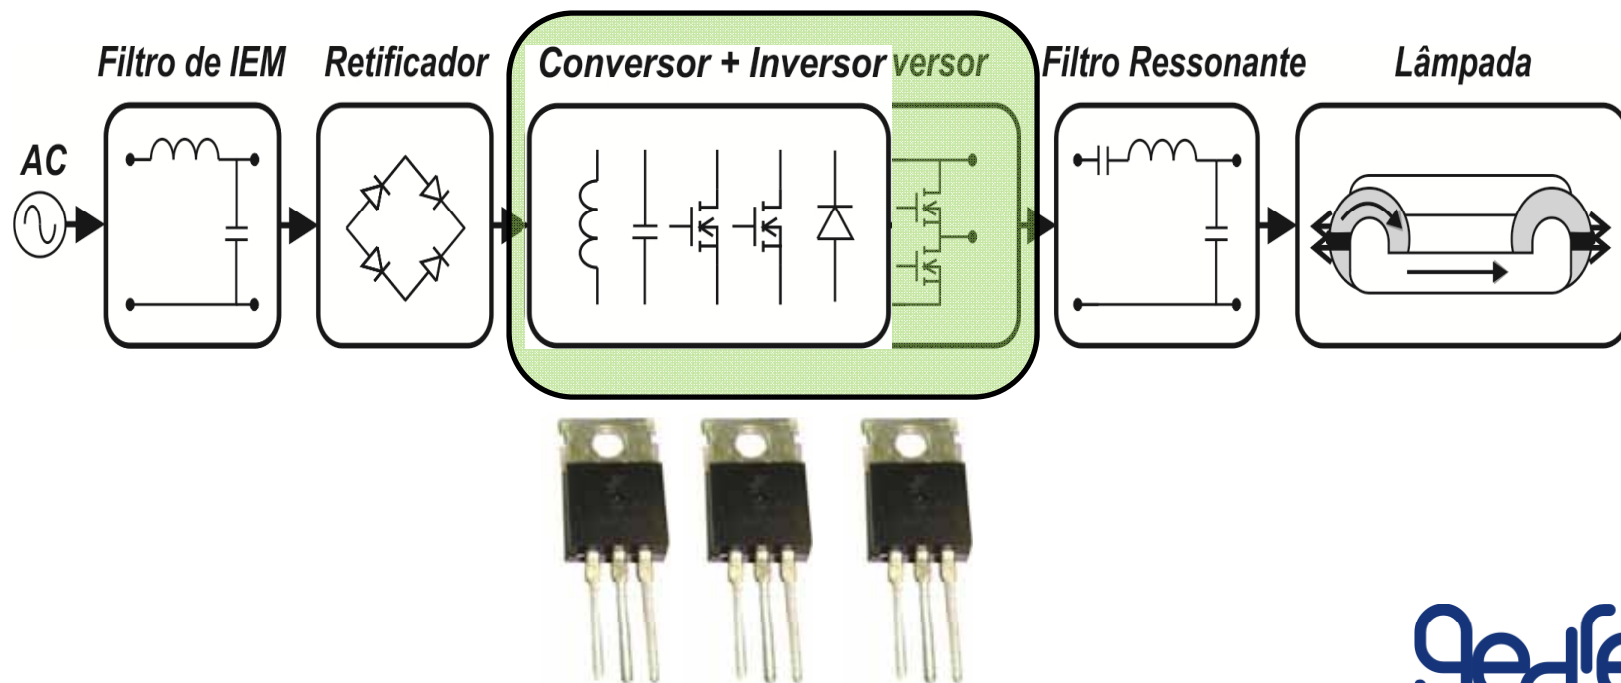 Filtro de IEM
Retificador
Conversor + Inversor
versor
Filtro Ressonante
Lâmpada
AC